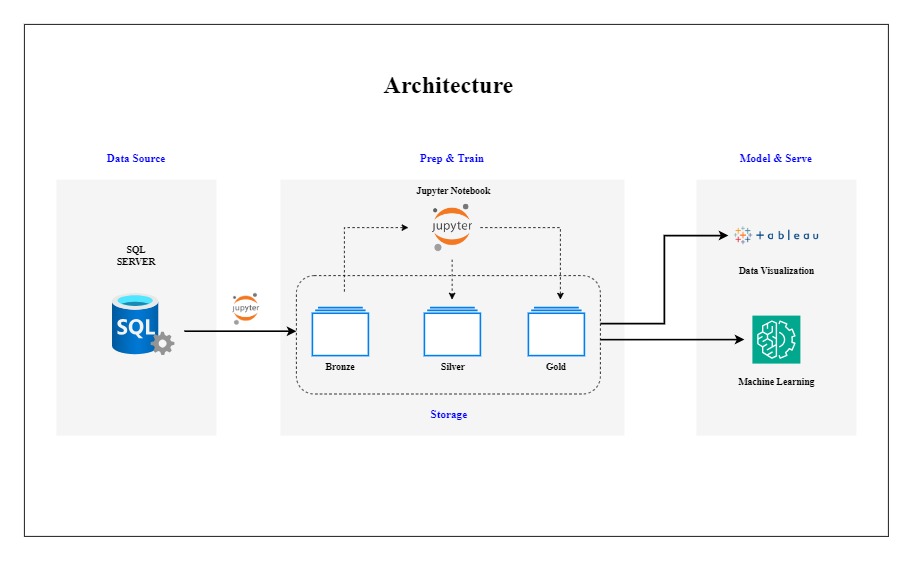 Architecture
Data Source
Prep & Train
Model & Serve
Jupyter Notebook
jupyter
SQL
SERVER
SQL
jupyter
+ableau
Data Visualization
Bronze
Silver
Gold
Machine Learning
Storage